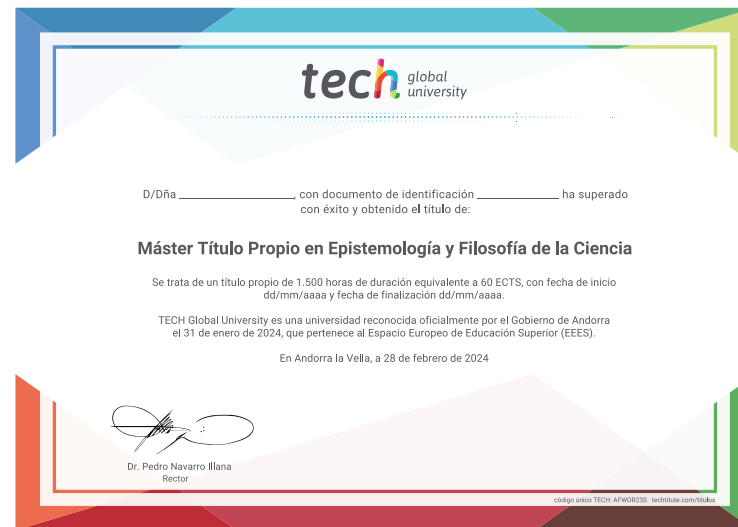 tech global university
D/Dña ____________________, con documento de identificación ______________ ha superado
con éxito y obtenido el título de:
Máster Título Propio en Epistemología y Filosofía de la Ciencia
Se trata de un título propio de 1.500 horas de duración equivalente a 60 ECTS, con fecha de inicio
dd/mm/aaaa y fecha de finalización dd/mm/aaaa.
TECH Global University es una universidad reconocida oficialmente por el Gobierno de Andorra
el 31 de enero de 2024, que pertenece al Espacio Europeo de Educación Superior (EEES).
En Andorra la Vella, a 28 de febrero de 2024
Dr. Pedro Navarro Illana
Rector
código único TECH: AFWOR23S techtitute.com/titulos